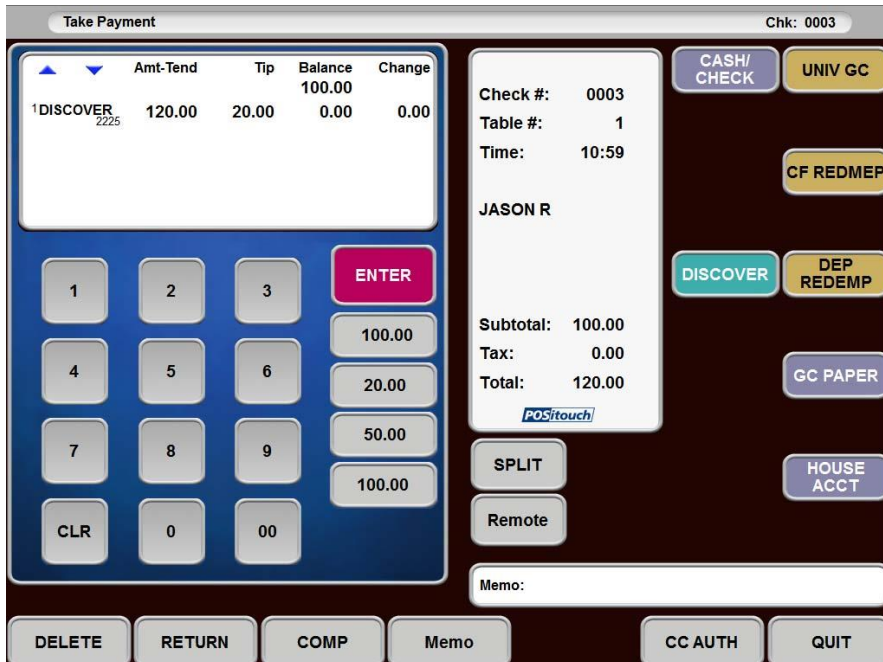 Take Payment
Chk: 0003
Amt-Tend Tip Balance Change
100.00
1DISCOVER 120.00 20.00 0.00 0.00
2225
1 2 3 ENTER
100.00
4 5 6 20.00
50.00
7 8 9 100.00
CLR 0 00
Check #: 0003
Table #: 1
Time: 10:59
JASON R
Subtotal: 100.00
Tax: 0.00
Total: 120.00
POSitouch
SPLIT
Remote
CASH/
CHECK
UNIV GC
CF REDMEP
DISCOVER
DEP
REDEMP
GC PAPER
HOUSE
ACCT
Memo:
DELETE RETURN COMP Memo CC AUTH QUIT